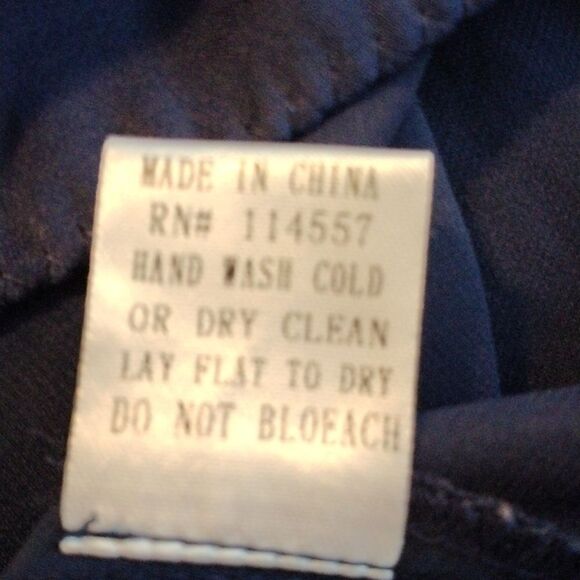 MADE IN CHINA
RN# 114557
HAND WASH COLD
OR DRY CLEAN
LAY FLAT TO DRY
DO NOT BLOEACH